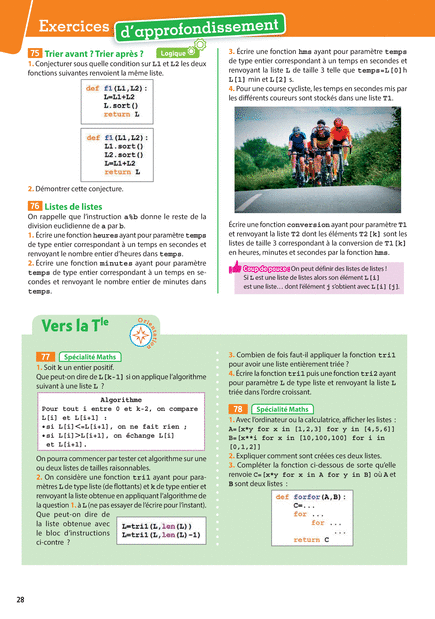 Exercices d'approfondissement
75 Trier avant ? Trier après ? Logique
1. Conjecturer sous quelle condition sur L1 et L2 les deux
fonctions suivantes renvoient la même liste.
def f1(L1,L2):
L=L1+L2
L.sort()
return L
def f1(L1,L2):
L1.sort()
L2.sort()
L=L1+L2
return L
2. Démontrer cette conjecture.
76 Listes de listes
On rappelle que l'instruction a%b donne le reste de la
division euclidienne de a par b.
1. Écrire une fonction heures ayant pour paramètre temps
de type entier correspondant à un temps en secondes et
renvoyant le nombre entier d'heures dans temps.
2. Écrire une fonction minutes ayant pour paramètre
temps de type entier correspondant à un temps en se-
condes et renvoyant le nombre entier de minutes dans
temps.
3. Écrire une fonction hms ayant pour paramètre temps
de type entier correspondant à un temps en secondes et
renvoyant la liste L de taille 3 telle que temps=L[0]h
L[1] min et L[2] s.
4. Pour une course cycliste, les temps en secondes mis par
les différents coureurs sont stockés dans une liste T1.
Écrire une fonction conversion ayant pour paramètre T1
et renvoyant la liste T2 dont les éléments T2[k] sont les
listes de taille 3 correspondant à la conversion de T1[k]
en heures, minutes et secondes par la fonction hms.
Coup de pouce : On peut définir des listes de listes !
Si L est une liste de listes alors son élément L[i]
est une liste... dont l'élément j s'obtient avec L[i][j].
Vers la Tle
Orientation
77 Spécialité Maths
1. Soit k un entier positif.
Que peut-on dire de L[k-1] si on applique l'algorithme
suivant à une liste L ?
Algorithme
Pour tout i entre 0 et k-2, on compare
L[i] et L[i+1] :
•si L[i]<=L[i+1], on ne fait rien ;
•si L[i]>L[i+1], on échange L[i]
et L[i+1].
On pourra commencer par tester cet algorithme sur une
ou deux listes de tailles raisonnables.
2. On considère une fonction tri1 ayant pour para-
mètres L de type liste (de flottants) et k de type entier et
renvoyant la liste obtenue en appliquant l'algorithme de
la question 1. à L (ne pas essayer de l'écrire pour l'instant).
Que peut-on dire de
la liste obtenue avec
le bloc d'instructions
ci-contre ?
L=tri1(L,len(L))
L=tri1(L,len(L)-1)
3. Combien de fois faut-il appliquer la fonction tri1
pour avoir une liste entièrement triée ?
4. Écrire la fonction tri1 puis une fonction tri2 ayant
pour paramètre L de type liste et renvoyant la liste L
triée dans l'ordre croissant.
78 Spécialité Maths
1. Avec l'ordinateur ou la calculatrice, afficher les listes :
A=[x*y for x in [1,2,3] for y in [4,5,6]]
B=[x**i for x in [10,100] for i in
[0,1,2]]
2. Expliquer comment sont créées ces deux listes.
3. Compléter la fonction ci-dessous de sorte qu'elle
renvoie C=[x*y for x in A for y in B] où A et
B sont deux listes :
def forfor(A,B):
C=...
for ...
for ...
...
return C
28